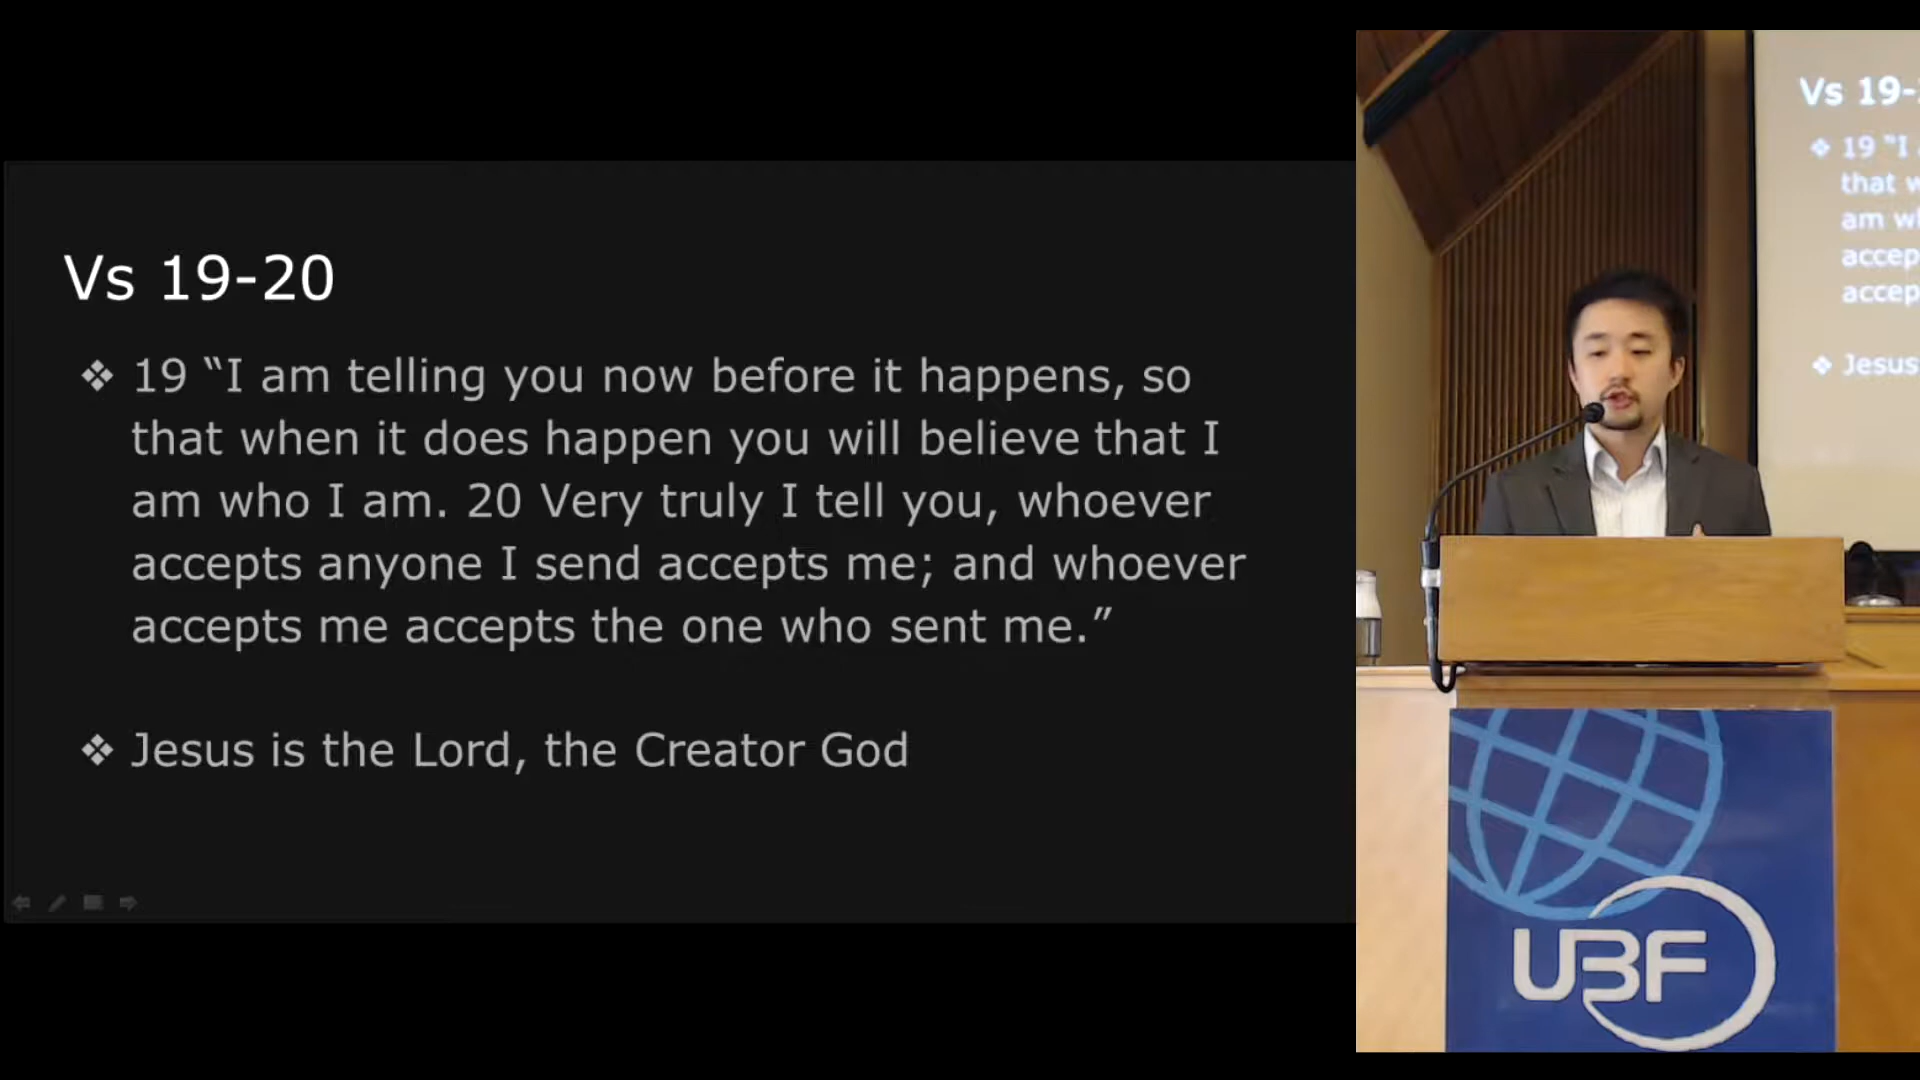 Vs 19-20
❖ 19 “I am telling you now before it happens, so
that when it does happen you will believe that I
am who I am. 20 Very truly I tell you, whoever
accepts anyone I send accepts me; and whoever
accepts me accepts the one who sent me.”
❖ Jesus is the Lord, the Creator God
Vs 19-
❖ 19 “I
that w
am wh
accep
accep
❖ Jesus
UBF